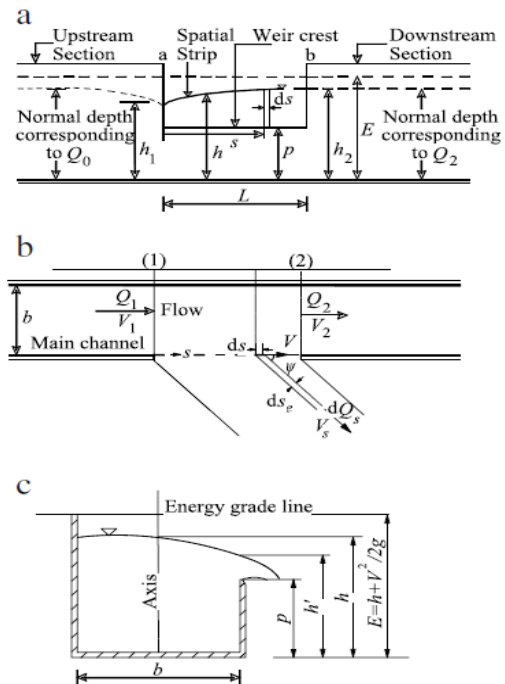 a
Upstream
Section
a
Spatial
Strip
Weir crest
b
Downstream
Section
ds
Normal depth
corresponding
to Q₀
h₁
s
h
p
h₂
E
Normal depth
corresponding
to Q₂
L
b
(1)
(2)
Q₁
V₁
Flow
Q₂
V₂
b
Main channel
s
ds
V
ψ
dsₑ
dQₛ
Vₛ
c
Energy grade line
Axis
p
h'
h
E=h+V²/2g
b